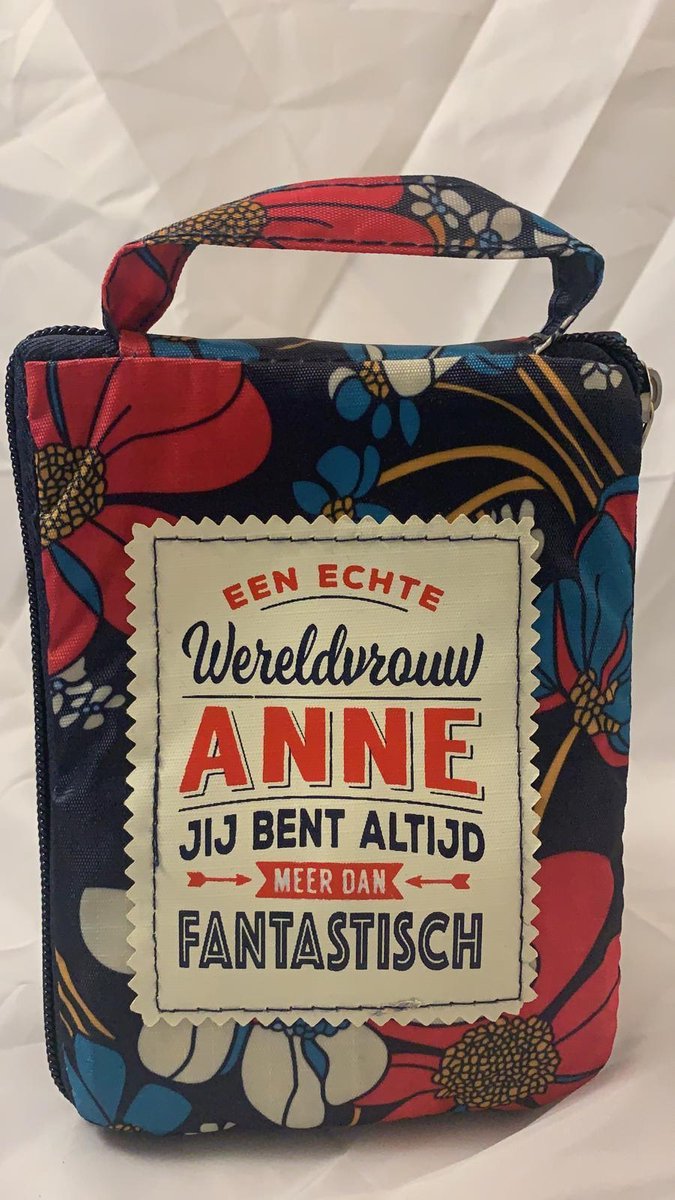 EEN ECHTE
Wereldvrouw
ANNE
JIJ BENT ALTIJD
MEER DAN
FANTASTISCH